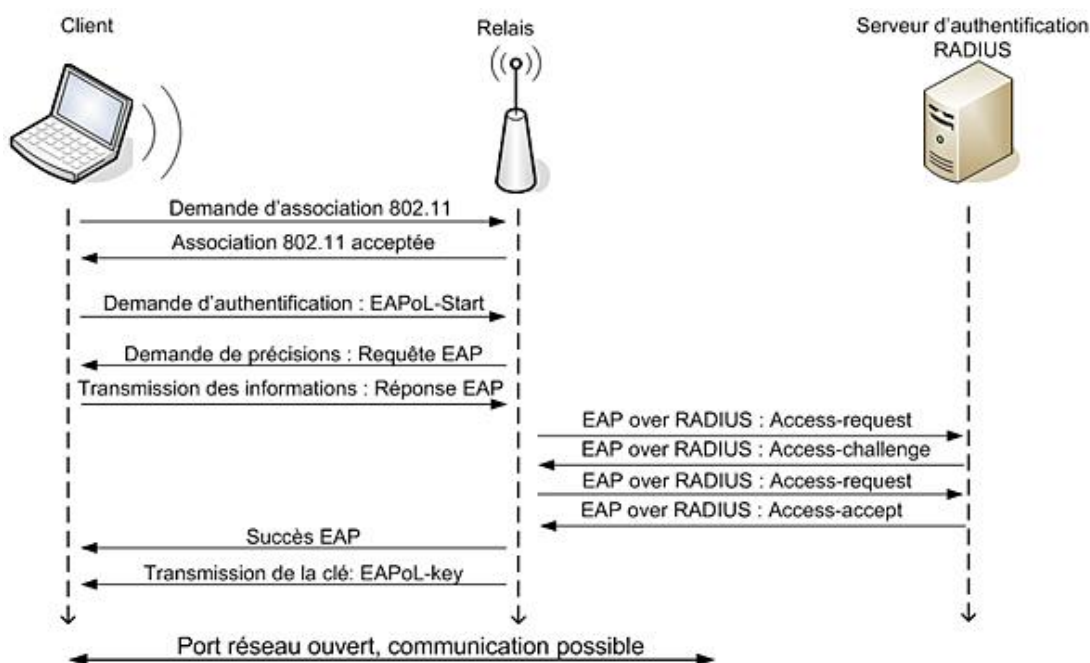 Client
Relais
Serveur d'authentification
RADIUS
Demande d'association 802.11
Association 802.11 acceptée
Demande d'authentification : EAPoL-Start
Demande de précisions : Requête EAP
Transmission des informations : Réponse EAP
EAP over RADIUS : Access-request
EAP over RADIUS : Access-challenge
EAP over RADIUS : Access-request
EAP over RADIUS : Access-accept
Succès EAP
Transmission de la clé: EAPoL-key
Port réseau ouvert, communication possible